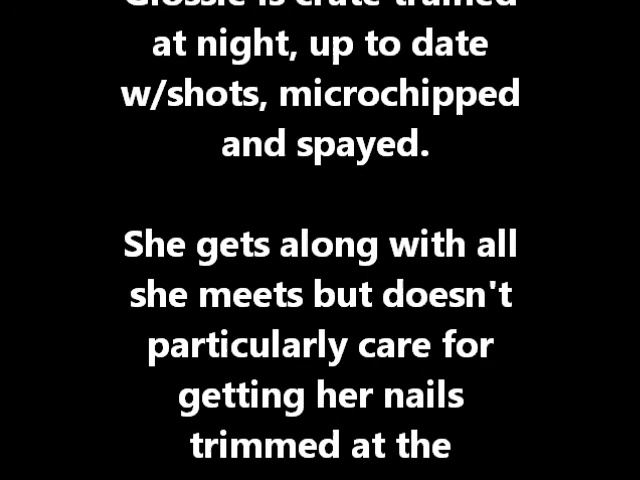 Glossie is crate trained
at night, up to date
w/shots, microchipped
and spayed.
She gets along with all
she meets but doesn't
particularly care for
getting her nails
trimmed at the